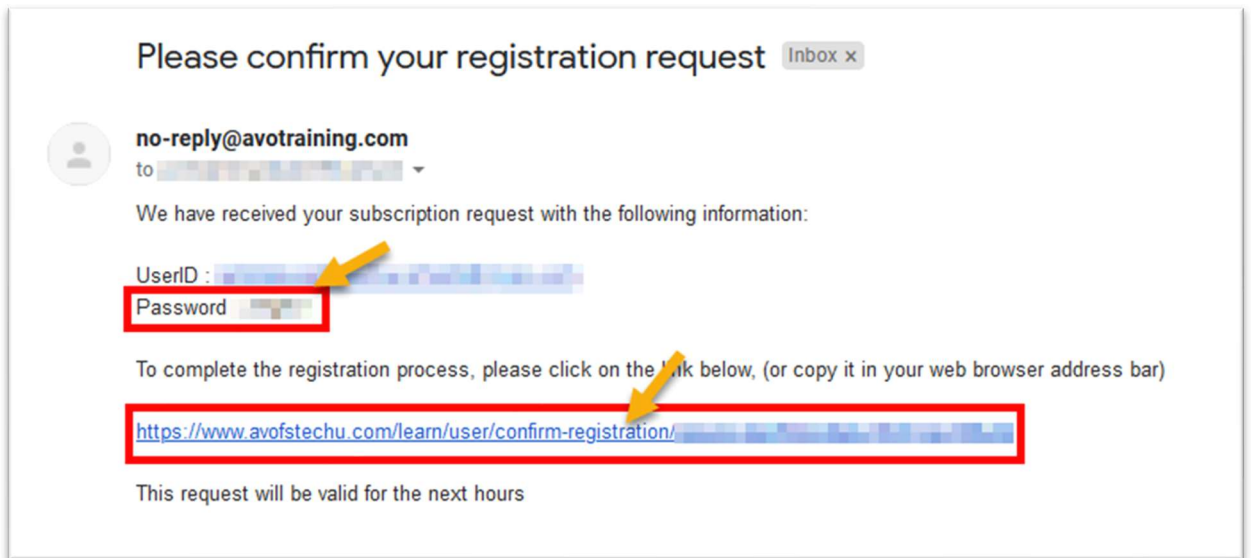 Please confirm your registration request Inbox x
no-reply@avotraining.com
to
We have received your subscription request with the following information:
UserID :
Password
To complete the registration process, please click on the link below, (or copy it in your web browser address bar)
https://www.avofstechu.com/learn/user/confirm-registration/
This request will be valid for the next hours